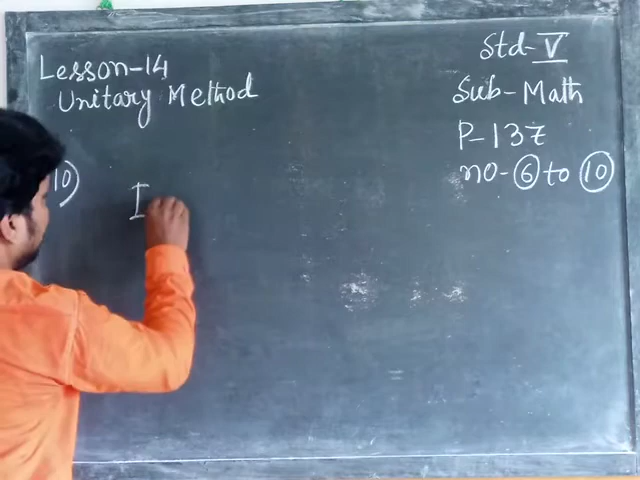 Lesson-14
Unitary Method
Std-V
Sub-Math
P-137
no-6 to 10
10)
I